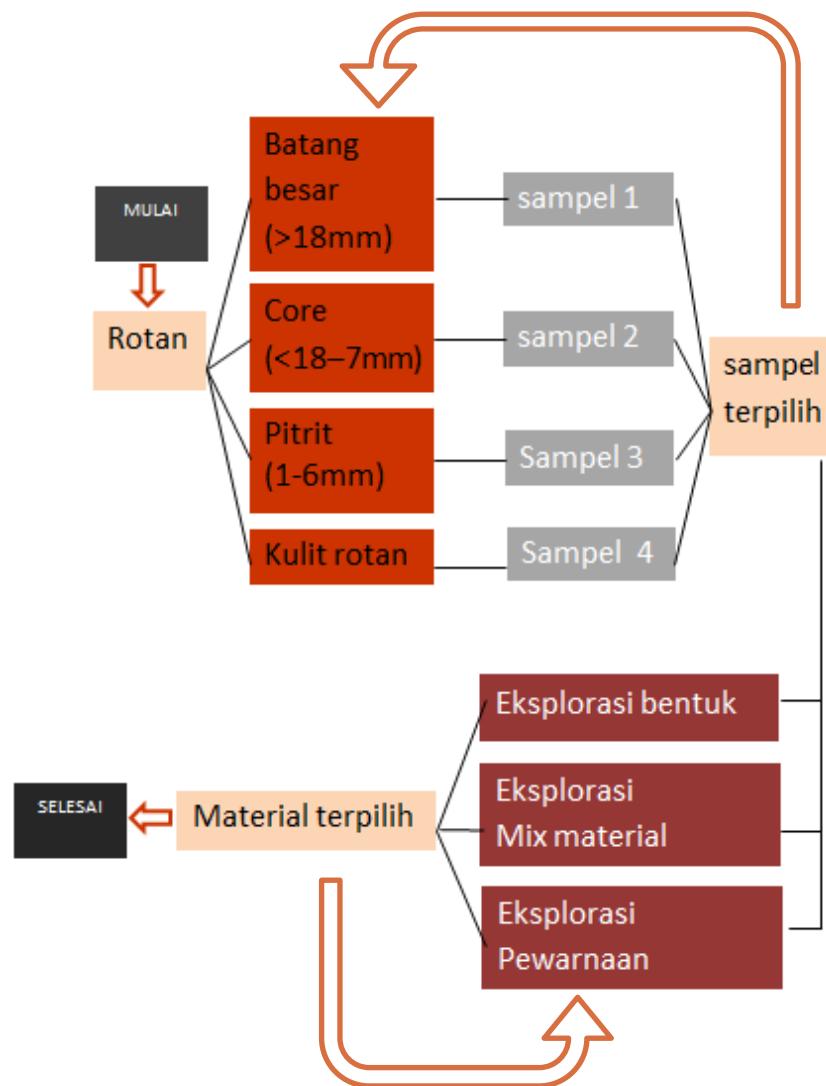 MULAI
Rotan
Batang
besar
(>18mm)
Core
(<18–7mm)
Pitrit
(1-6mm)
Kulit rotan
sampel 1
sampel 2
Sampel 3
Sampel 4
sampel
terpilih
Eksplorasi bentuk
Eksplorasi
Mix material
Eksplorasi
Pewarnaan
Material terpilih
SELESAI